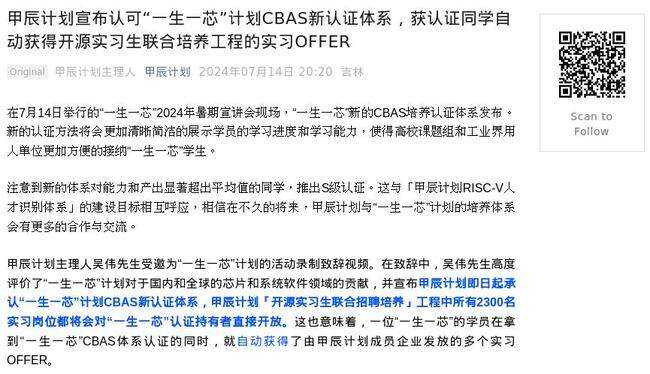 甲辰计划宣布认可“一生一芯”计划CBAS新认证体系，获认证同学自
动获得开源实习生联合培养工程的实习OFFER
Original 甲辰计划主理人 甲辰计划 2024年07月14日 20:20 吉林
在7月14日举行的“一生一芯”2024年暑期宣讲会现场，“一生一芯”新的CBAS培养认证体系发布。
新的认证方法将会更加清晰简洁的展示学员的学习进度和学习能力，使得高校课题组和工业界用
人单位更加方便的接纳“一生一芯”学生。
注意到新的体系对能力和产出显著超出平均值的同学，推出S级认证。这与「甲辰计划RISC-V人
才识别体系」的建设目标相互呼应，相信在不久的将来，甲辰计划与“一生一芯”计划的培养体系
会有更多的合作与交流。
甲辰计划主理人吴伟先生受邀为“一生一芯”计划的活动录制致辞视频。在致辞中，吴伟先生高度
评价了“一生一芯”计划对于国内和全球的芯片和系统软件领域的贡献，并宣布甲辰计划即日起承
认“一生一芯”计划CBAS新认证体系，甲辰计划「开源实习生联合招聘培养」工程中所有2300名
实习岗位都将会对“一生一芯”认证持有者直接开放。这也意味着，一位“一生一芯”的学员在拿
到“一生一芯”CBAS体系认证的同时，就自动获得了由甲辰计划成员企业发放的多个实习
OFFER。
Scan to
Follow